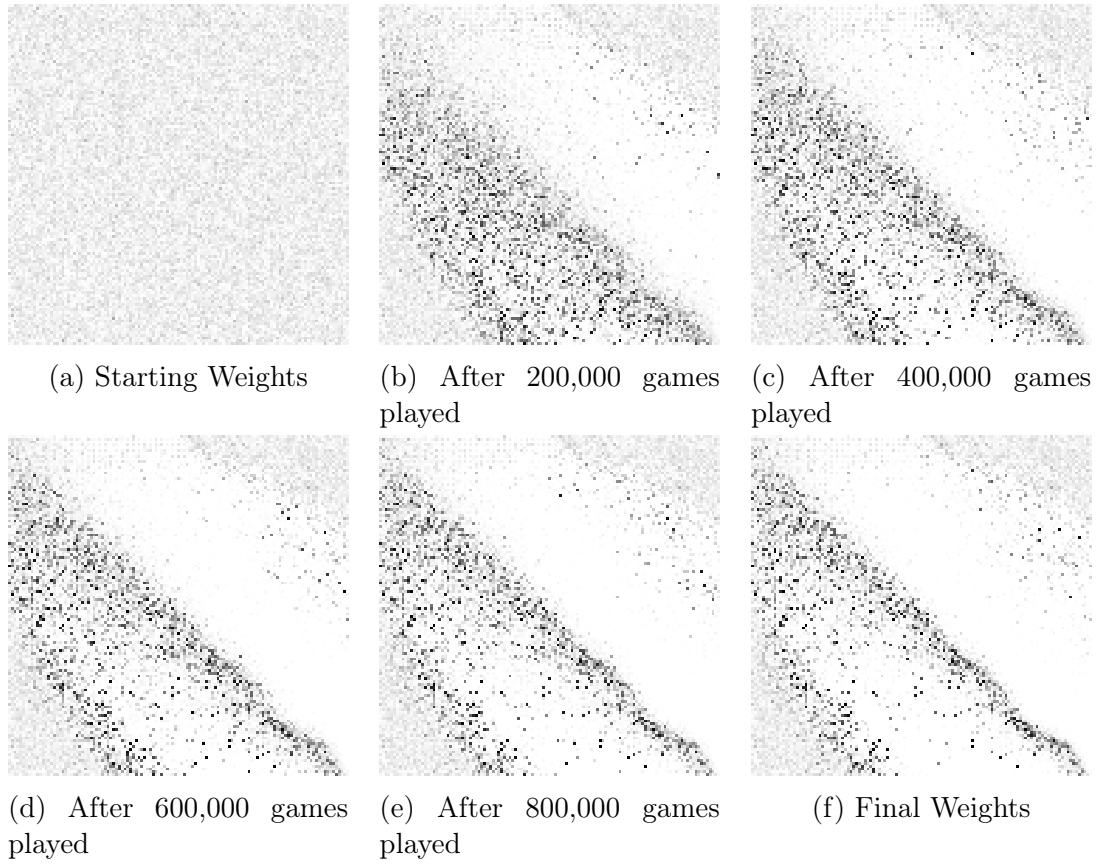 (a) Starting Weights
(b) After 200,000 games
played
(c) After 400,000 games
played
(d) After 600,000 games
played
(e) After 800,000 games
played
(f) Final Weights